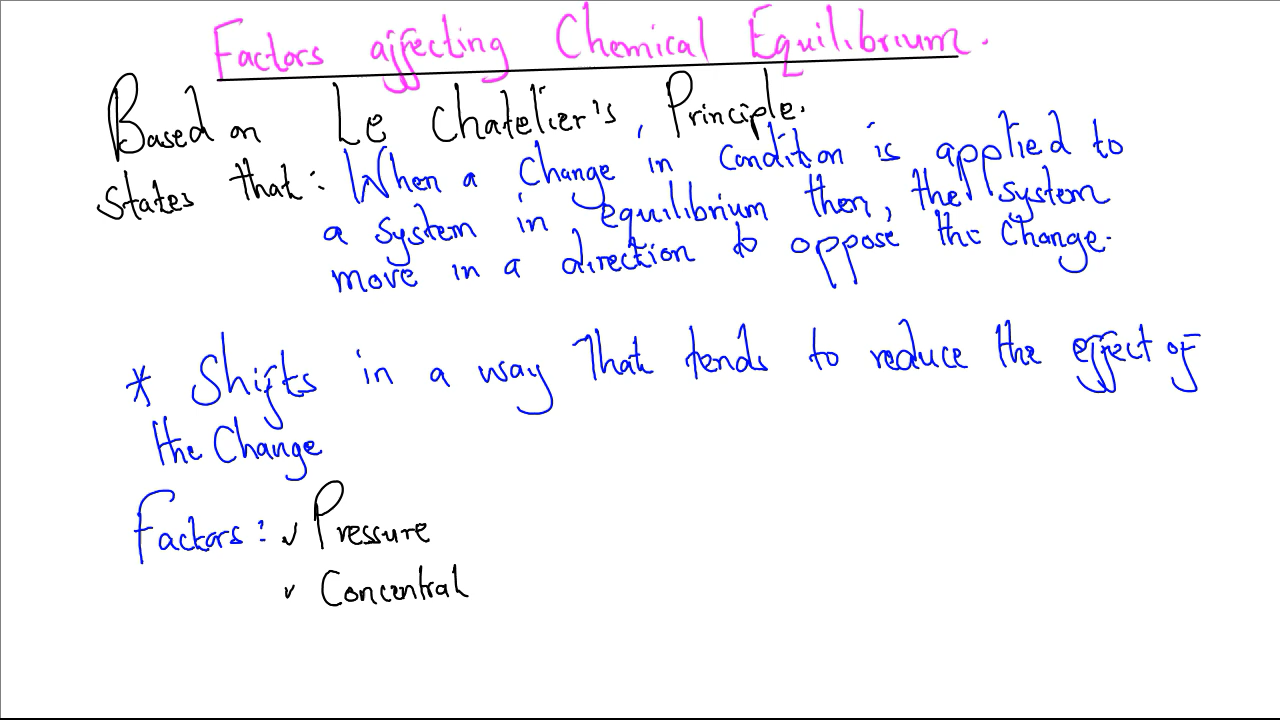 Factors affecting Chemical Equilibrium.
Based on Le Chatelier's, Principle.
States that: When a Change in Condition is applied to
a system in equilibrium then, the system
move in a direction to oppose the Change.
* Shifts in a way that tends to reduce the effect of
the Change
Factors: ✓ Pressure
✓ Concentrat